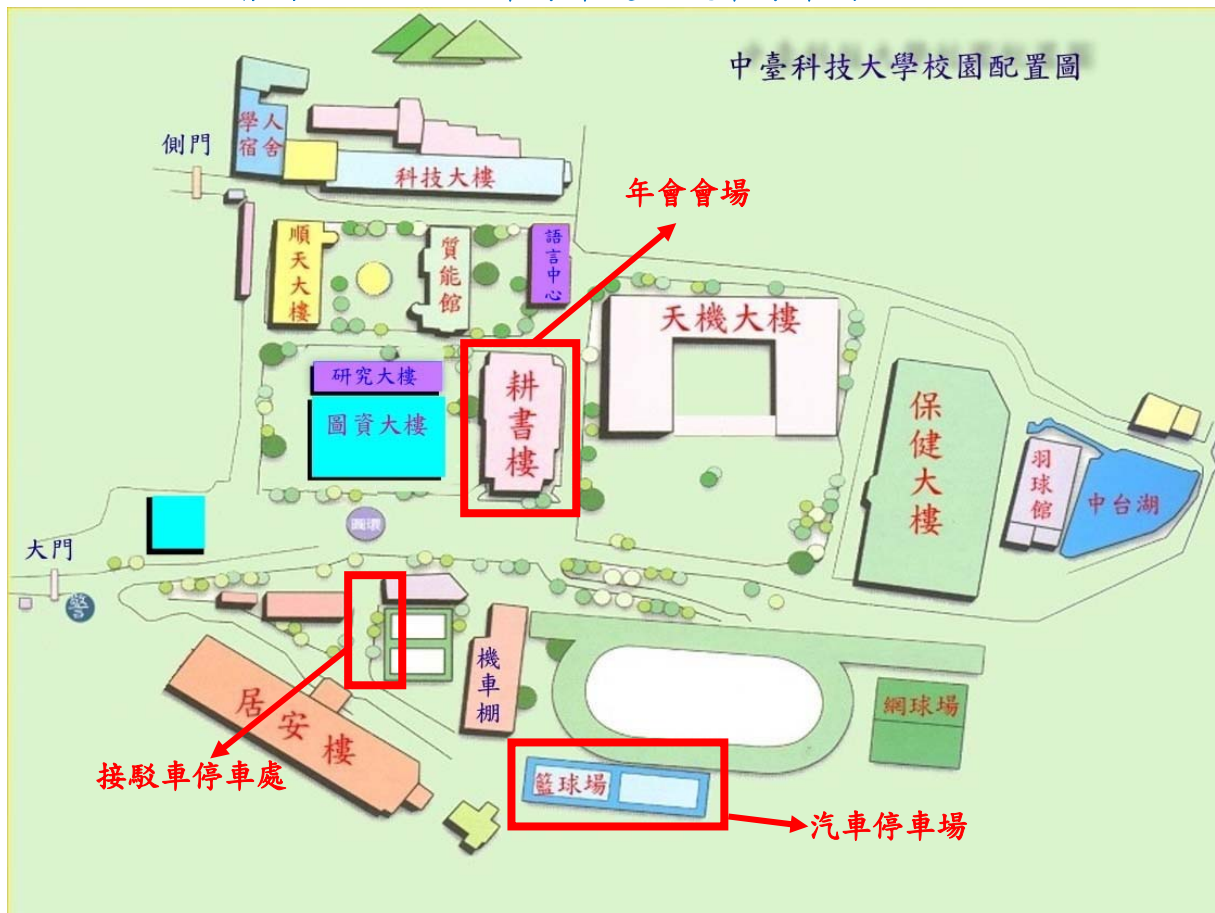 中臺科技大學校園配置圖
學人
宿舍
側門
科技大樓
年會會場
順天大樓
質能館
語言中心
天機大樓
研究大樓
圖資大樓
耕書樓
保健大樓
羽球館
中台湖
圓環
大門
警
機車棚
居安樓
網球場
接駁車停車處
籃球場
汽車停車場